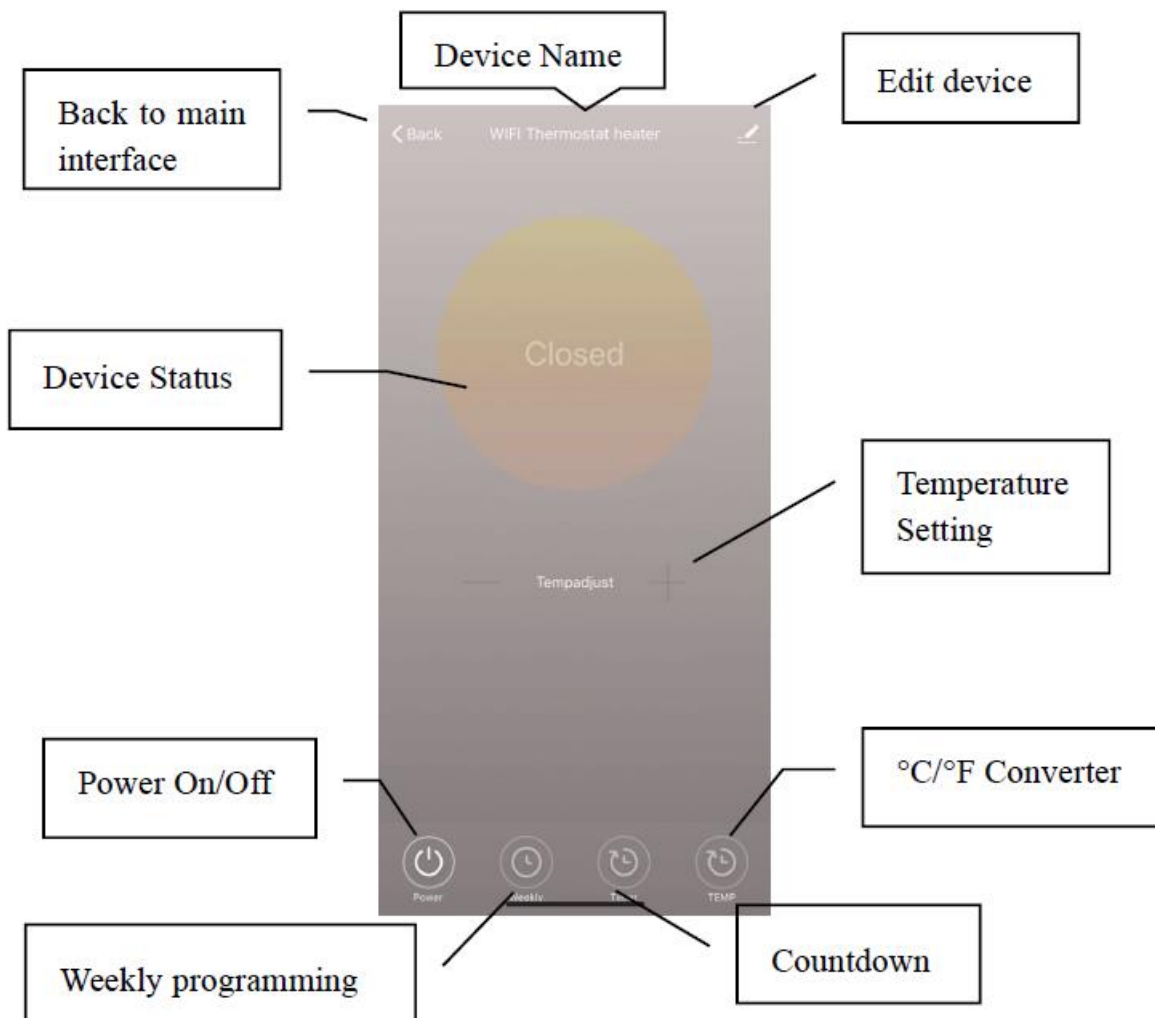 Device Name
Edit device
Back to main
interface
Back
WIFI Thermostat heater
Closed
Device Status
Temperature
Setting
Tempadjust
Power On/Off
°C/°F Converter
Power
Weekly
Timer
TEMP
Weekly programming
Countdown